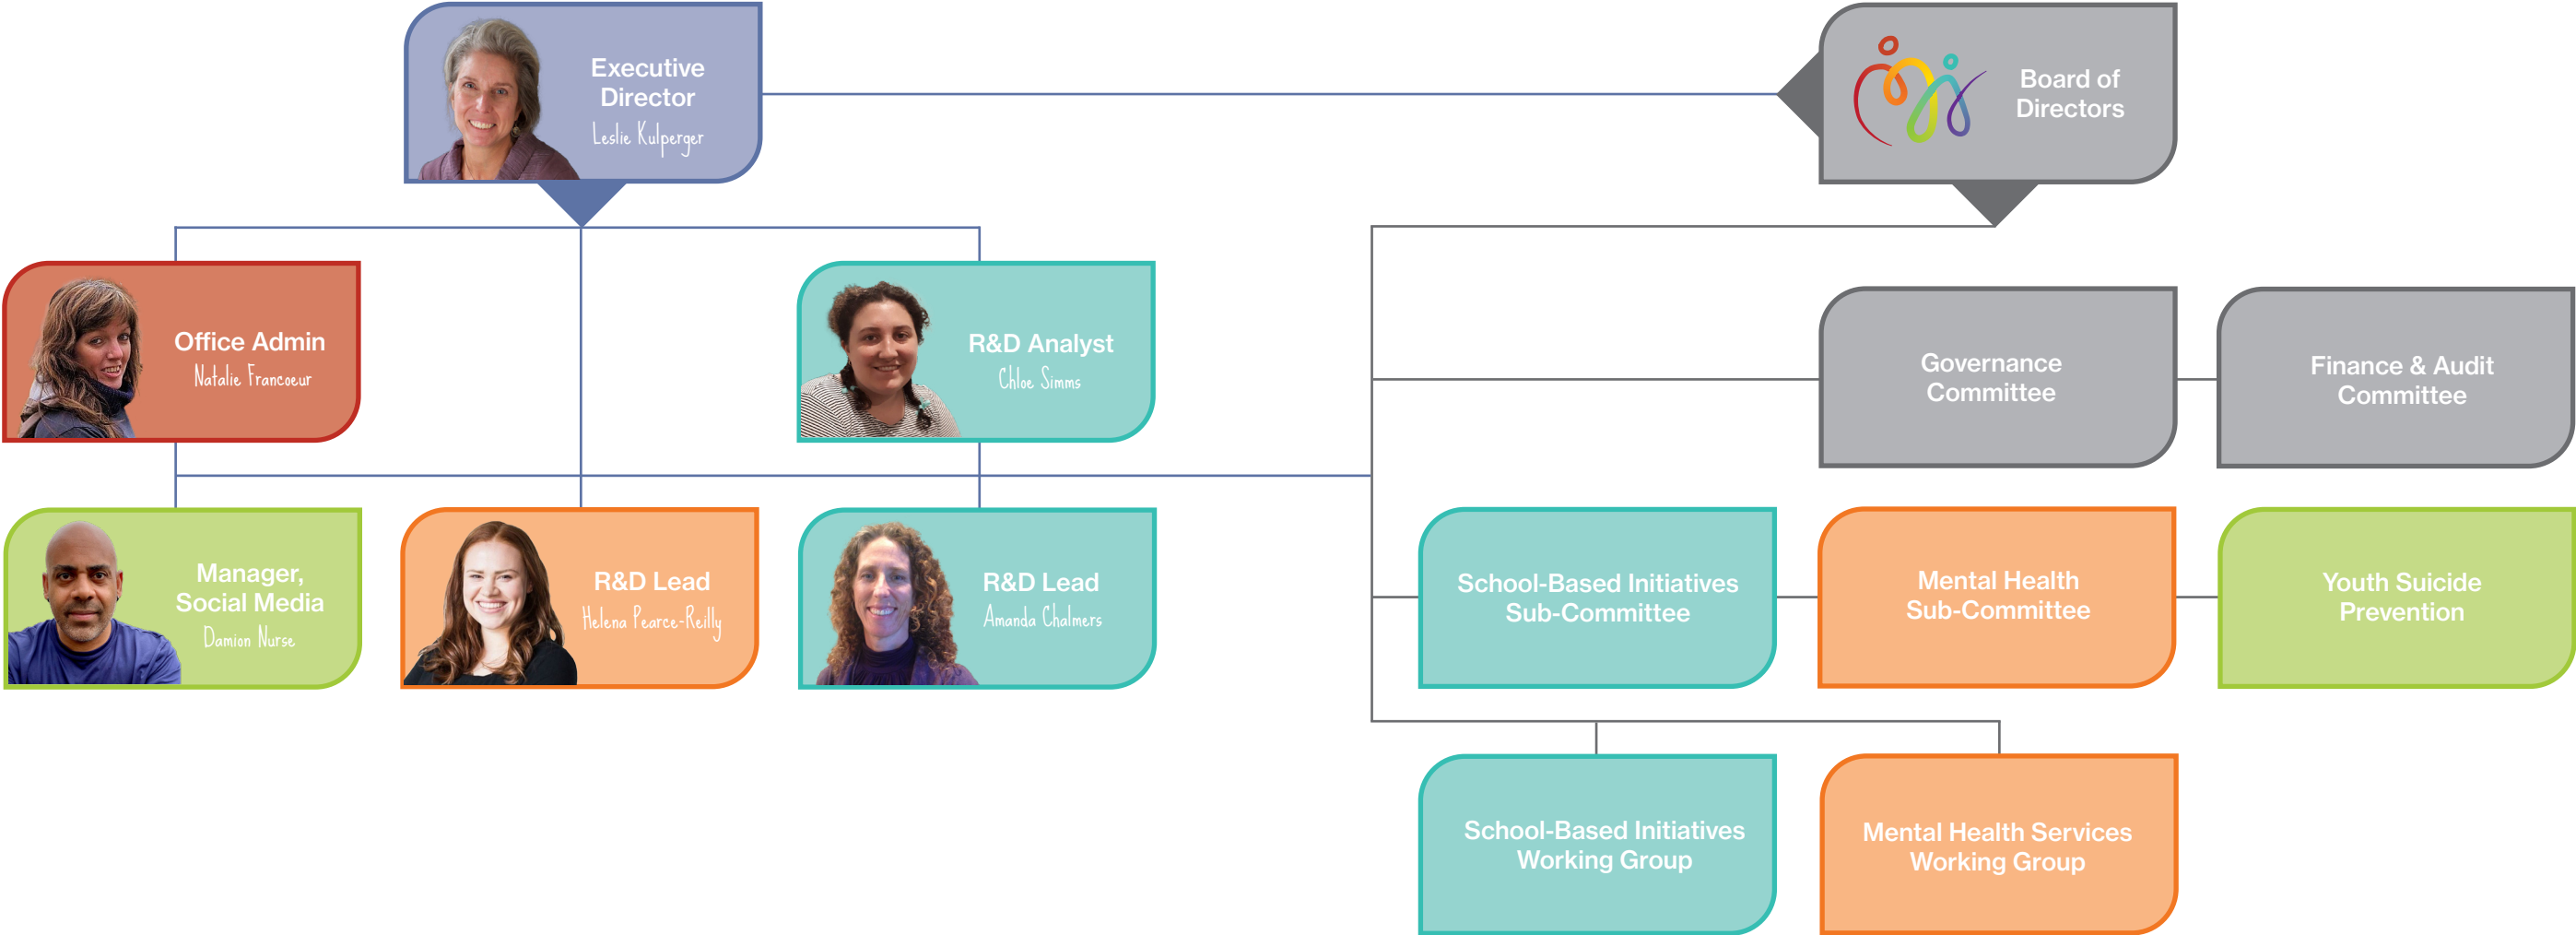 Executive
Director
Leslie Kulperger
Board of
Directors
Office Admin
Natalie Francoeur
R&D Analyst
Chloe Simms
Governance
Committee
Finance & Audit
Committee
Manager,
Social Media
Damion Nurse
R&D Lead
Helena Pearce-Reilly
R&D Lead
Amanda Chalmers
School-Based Initiatives
Sub-Committee
Mental Health
Sub-Committee
Youth Suicide
Prevention
School-Based Initiatives
Working Group
Mental Health Services
Working Group